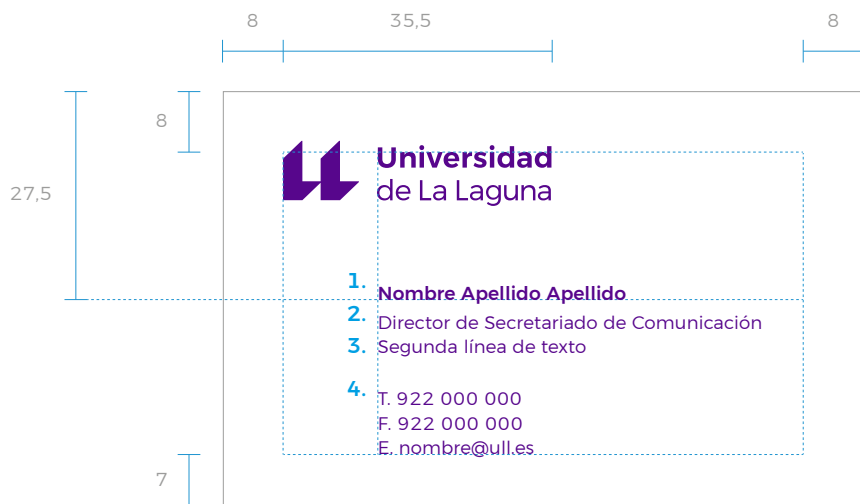 8 35,5 8
8
27,5
Universidad
de La Laguna
1. Nombre Apellido Apellido
2. Director de Secretariado de Comunicación
3. Segunda línea de texto
4. T. 922 000 000
F. 922 000 000
E. nombre@ull.es
7